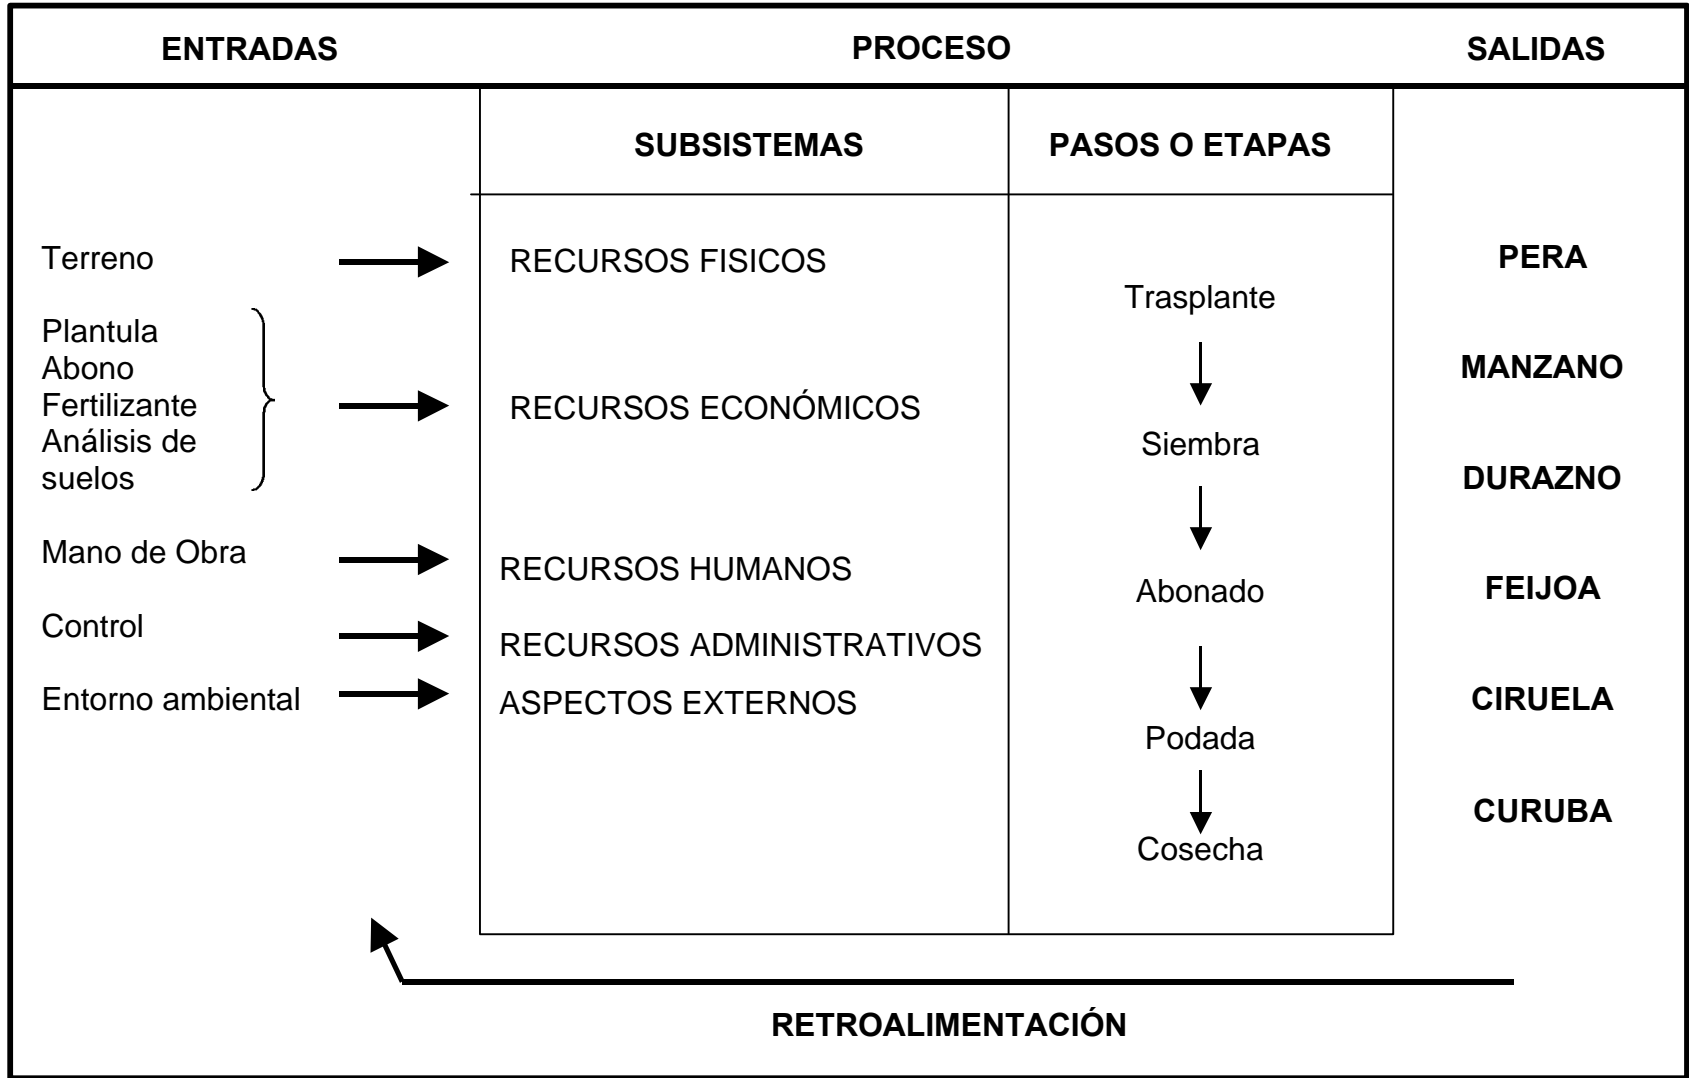 ENTRADAS
PROCESO
SALIDAS
SUBSISTEMAS
PASOS O ETAPAS
Terreno
Plantula
Abono
Fertilizante
Análisis de
suelos
Mano de Obra
Control
Entorno ambiental
RECURSOS FISICOS
RECURSOS ECONÓMICOS
RECURSOS HUMANOS
RECURSOS ADMINISTRATIVOS
ASPECTOS EXTERNOS
Trasplante
Siembra
Abonado
Podada
Cosecha
PERA
MANZANO
DURAZNO
FEIJOA
CIRUELA
CURUBA
RETROALIMENTACIÓN